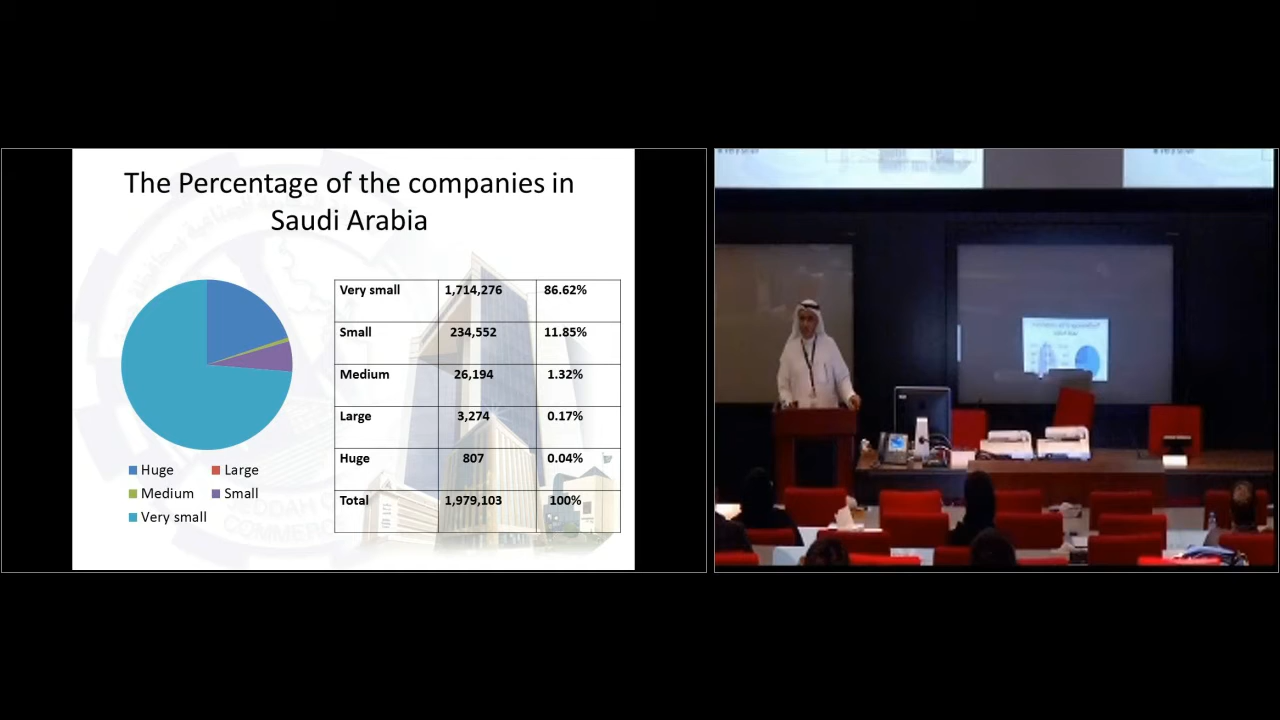 The Percentage of the companies in
Saudi Arabia
Huge
Large
Medium
Small
Very small
Very small 1,714,276 86.62%
Small 234,552 11.85%
Medium 26,194 1.32%
Large 3,274 0.17%
Huge 807 0.04%
Total 1,979,103 100%